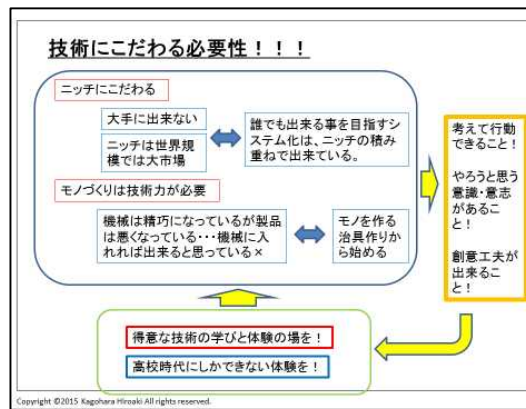 技術にこだわる必要性！！！
ニッチにこだわる
大手に出来ない
ニッチは世界規
模では大市場
誰でも出来る事を目指すシ
ステム化は、ニッチの積み
重ねで出来ている。
モノづくりは技術力が必要
機械は精巧になっているが製品
は悪くなっている・・・機械に入
れれば出来ると思っている×
モノを作る
治具作りか
ら始める
考えて行動
できること！
やろうと思う
意識・意志
があるこ
と！
創意工夫が
出来るこ
と！
得意な技術の学びと体験の場を！
高校時代にしかできない体験を！
Copyright ©2015 Kagohara Hiroaki All rights reserved.